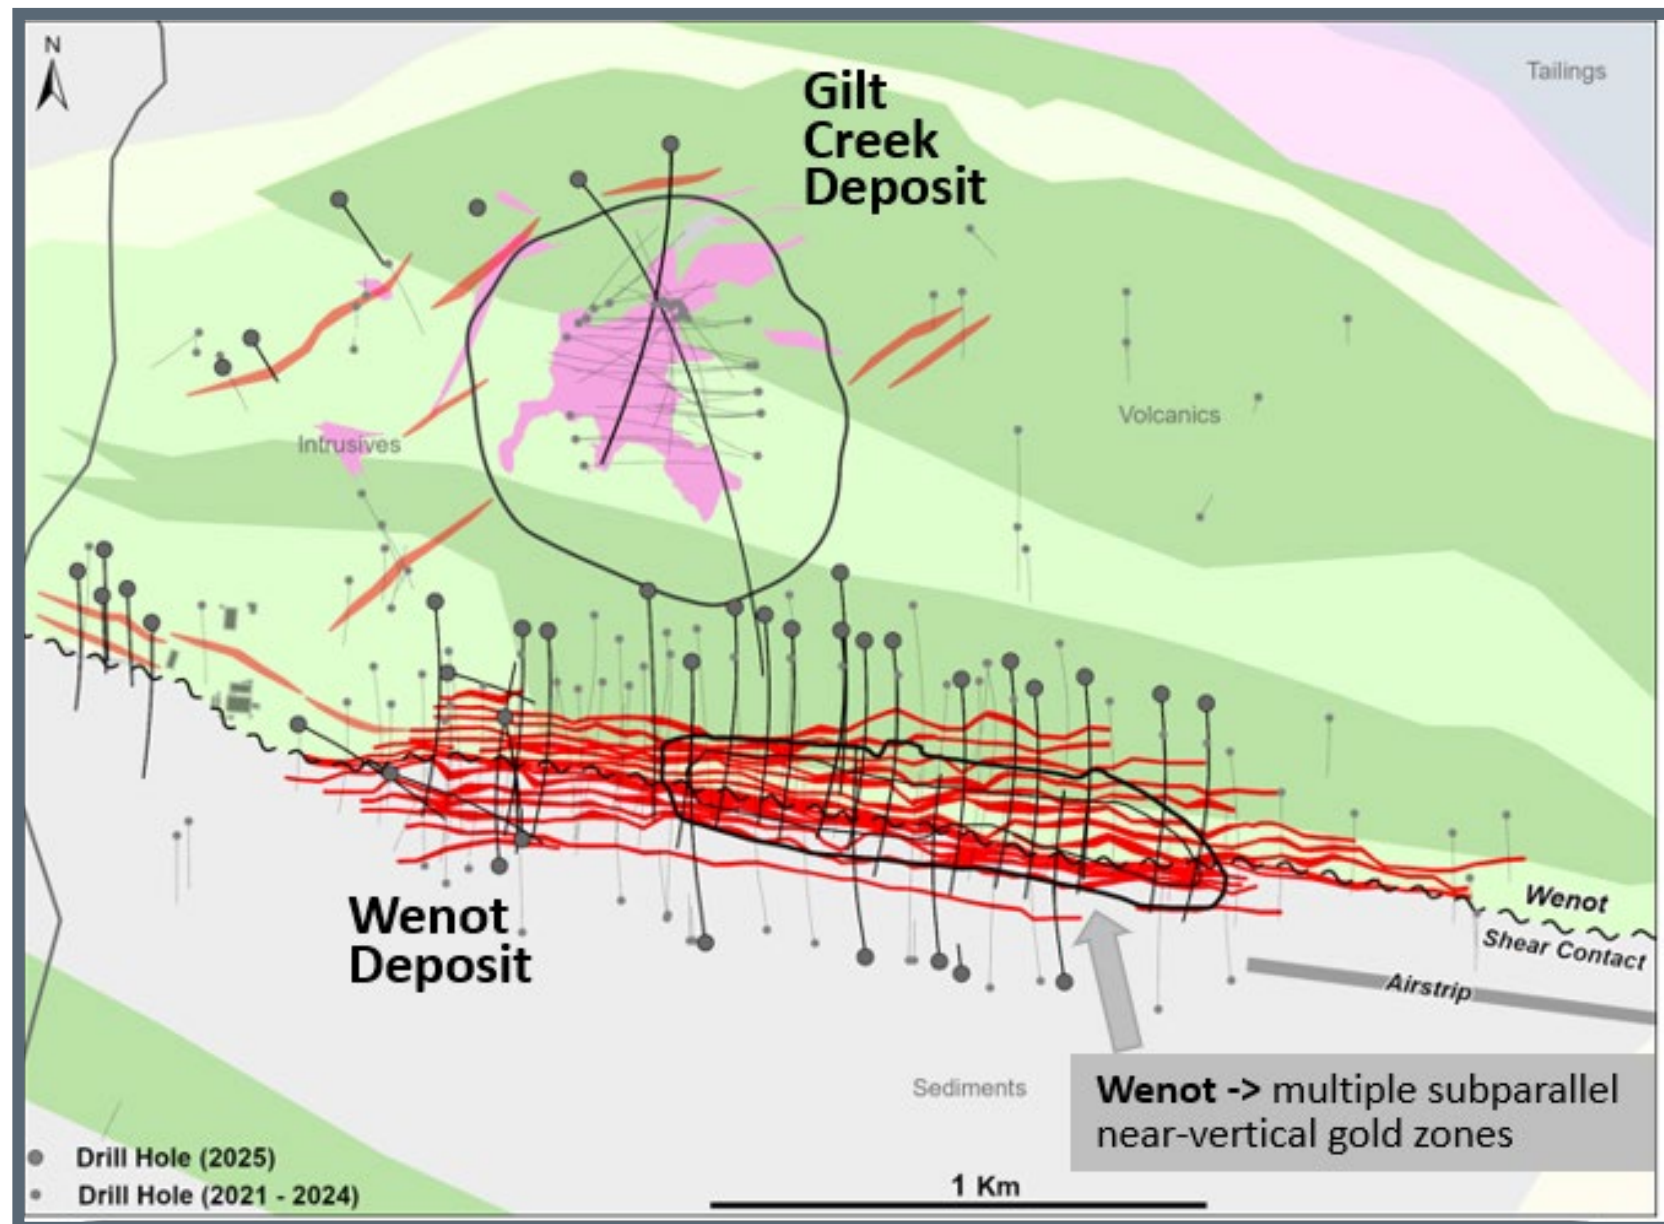 N
Tailings
Gilt
Creek
Deposit
Volcanics
Intrusives
Wenot
Deposit
Wenot
Shear Contact
Airstrip
Sediments
Wenot -> multiple subparallel
near-vertical gold zones
Drill Hole (2025)
Drill Hole (2021 - 2024)
1 Km